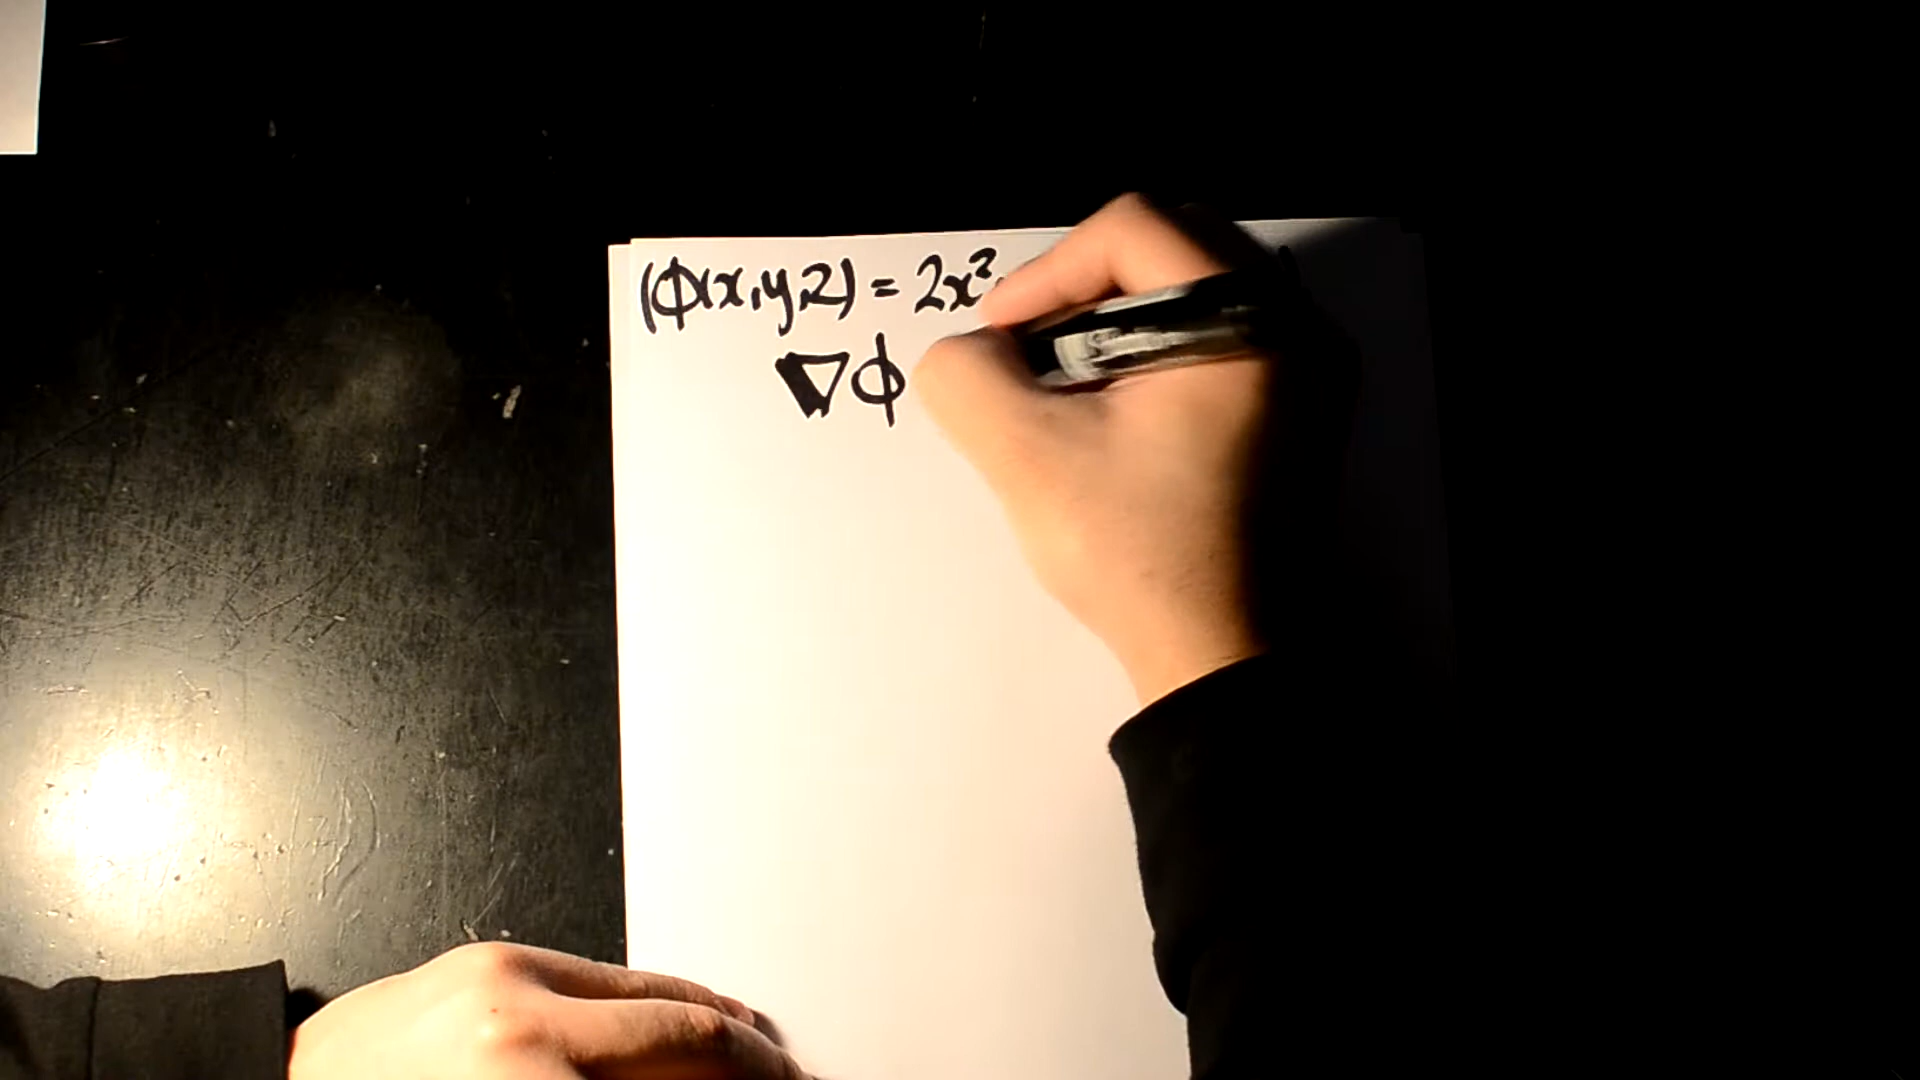 (ϕ(x,y,z) = 2x²
∇ϕ